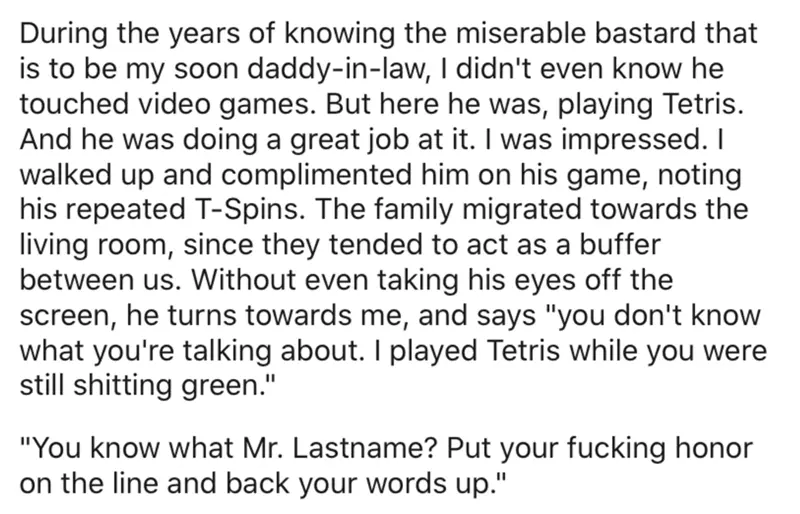 During the years of knowing the miserable bastard that
is to be my soon daddy-in-law, I didn't even know he
touched video games. But here he was, playing Tetris.
And he was doing a great job at it. I was impressed. I
walked up and complimented him on his game, noting
his repeated T-Spins. The family migrated towards the
living room, since they tended to act as a buffer
between us. Without even taking his eyes off the
screen, he turns towards me, and says "you don't know
what you're talking about. I played Tetris while you were
still shitting green."
"You know what Mr. Lastname? Put your fucking honor
on the line and back your words up."